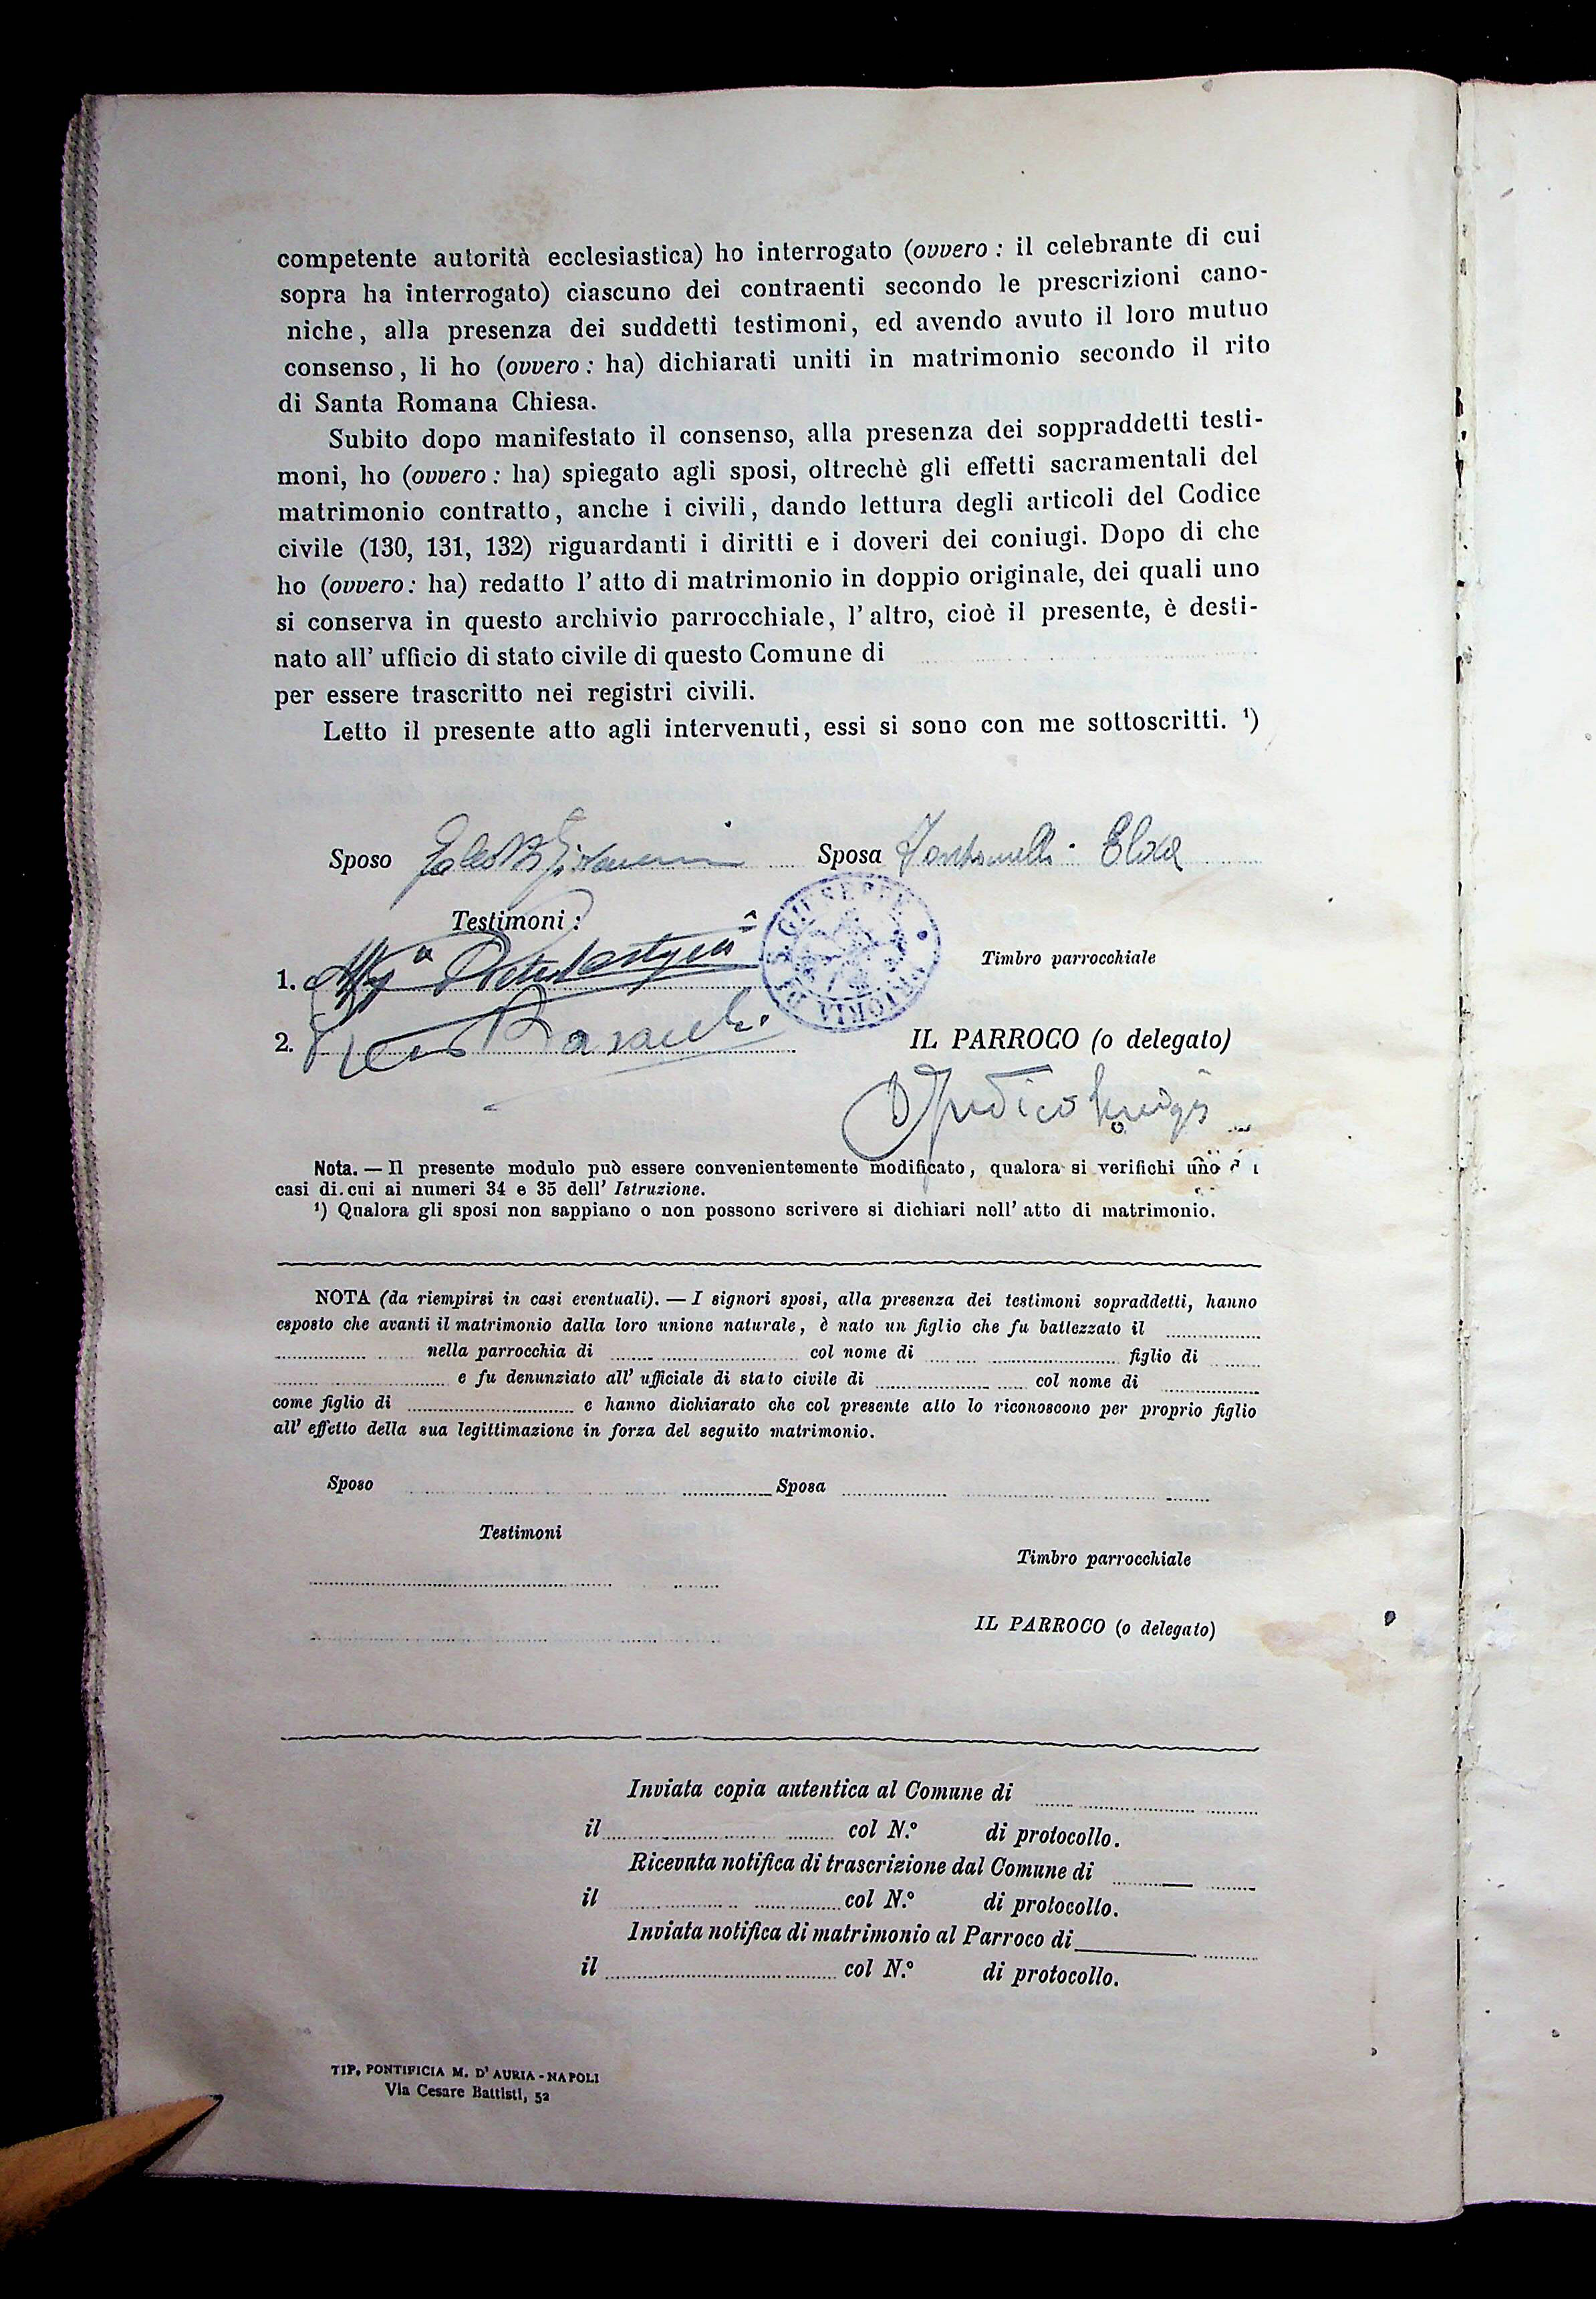 competente autorità ecclesiastica) ho interrogato (ovvero : il celebrante di cui
sopra ha interrogato) ciascuno dei contraenti secondo le prescrizioni cano-
niche, alla presenza dei suddetti testimoni, ed avendo avuto il loro mutuo
consenso, li ho (ovvero : ha) dichiarati uniti in matrimonio secondo il rito
di Santa Romana Chiesa.
Subito dopo manifestato il consenso, alla presenza dei soppraddetti testi-
moni, ho (ovvero : ha) spiegato agli sposi, oltrechè gli effetti sacramentali del
matrimonio contratto, anche i civili, dando lettura degli articoli del Codice
civile (130, 131, 132) riguardanti i diritti e i doveri dei coniugi. Dopo di che
ho (ovvero : ha) redatto l' atto di matrimonio in doppio originale, dei quali uno
si conserva in questo archivio parrocchiale, l' altro, cioè il presente, è desti-
nato all' ufficio di stato civile di questo Comune di
per essere trascritto nei registri civili.
Letto il presente atto agli intervenuti, essi si sono con me sottoscritti. ¹)
Sposo Giovanni Sposa Elda
Testimoni :
S. GIUSEPPE
Timbro parrocchiale
1.
2.
IL PARROCO (o delegato)
Luigi
Nota. — Il presente modulo può essere convenientemente modificato, qualora si verifichi uno
casi di cui ai numeri 34 e 35 dell' Istruzione.
¹) Qualora gli sposi non sappiano o non possono scrivere si dichiari nell' atto di matrimonio.
NOTA (da riempirsi in casi eventuali). — I signori sposi, alla presenza dei testimoni sopraddetti, hanno
esposto che avanti il matrimonio dalla loro unione naturale, è nato un figlio che fu battezzato il
nella parrocchia di col nome di figlio di
e fu denunziato all' ufficiale di stato civile di col nome di
come figlio di e hanno dichiarato che col presente atto lo riconoscono per proprio figlio
all' effetto della sua legittimazione in forza del seguito matrimonio.
Sposo Sposa
Testimoni
Timbro parrocchiale
IL PARROCO (o delegato)
Inviata copia autentica al Comune di
il col N.º di protocollo.
Ricevuta notifica di trascrizione dal Comune di
il col N.º di protocollo.
Inviata notifica di matrimonio al Parroco di
il col N.º di protocollo.
TIP. PONTIFICIA M. D' AURIA - NAPOLI
Via Cesare Battisti, 52